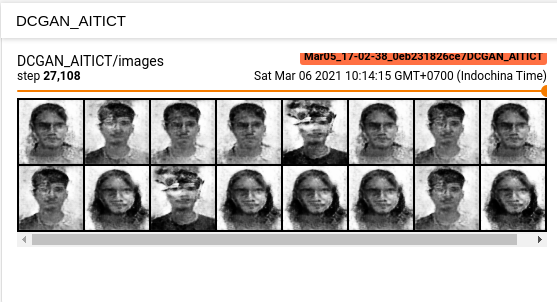 DCGAN_AITICT
DCGAN_AITICT/images
Mar05_17-02-38_0eb231826ce7DCGAN_AITICT
step 27,108
Sat Mar 06 2021 10:14:15 GMT+0700 (Indochina Time)